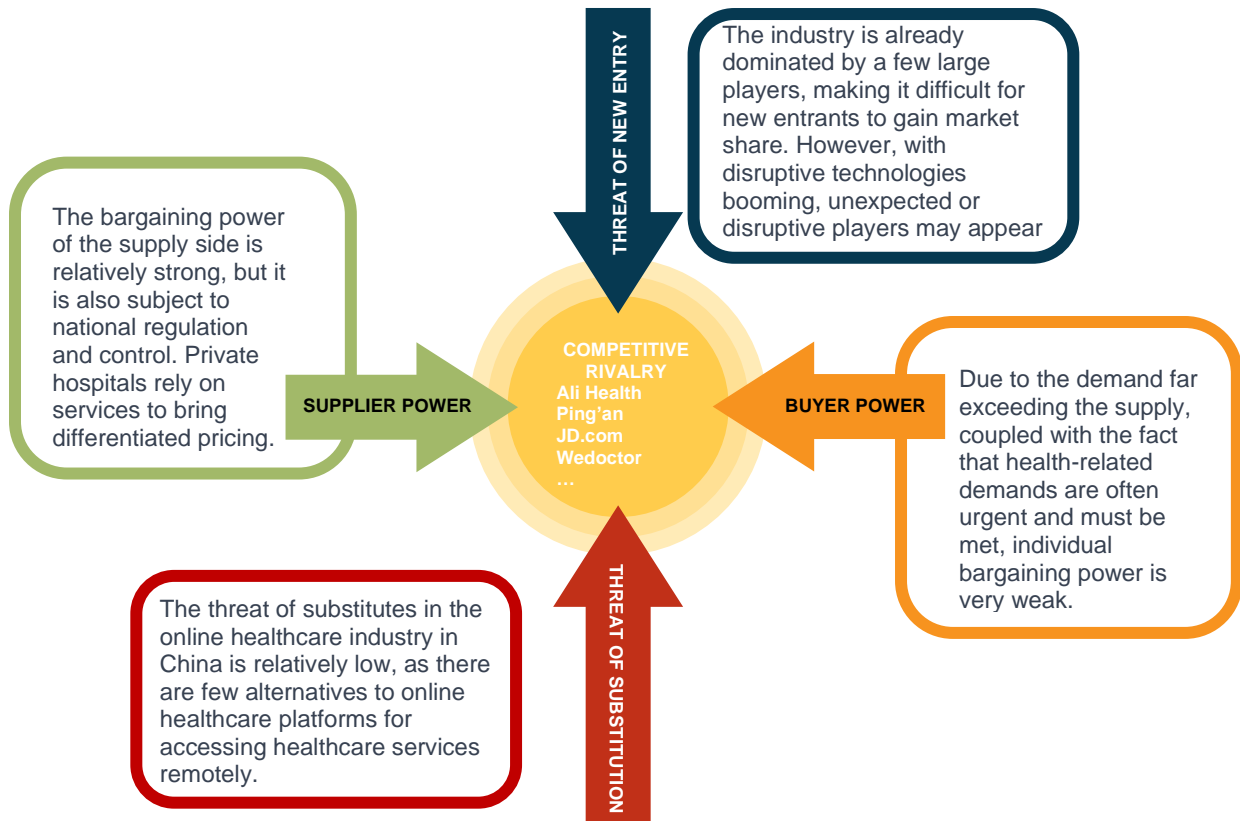 THREAT OF NEW ENTRY
The industry is already
dominated by a few large
players, making it difficult for
new entrants to gain market
share. However, with
disruptive technologies
booming, unexpected or
disruptive players may appear
The bargaining power
of the supply side is
relatively strong, but it
is also subject to
national regulation
and control. Private
hospitals rely on
services to bring
differentiated pricing.
SUPPLIER POWER
COMPETITIVE
RIVALRY
Ali Health
Ping'an
JD.com
Wedoctor
…
BUYER POWER
Due to the demand far
exceeding the supply,
coupled with the fact
that health-related
demands are often
urgent and must be
met, individual
bargaining power is
very weak.
The threat of substitutes in the
online healthcare industry in
China is relatively low, as there
are few alternatives to online
healthcare platforms for
accessing healthcare services
remotely.
THREAT OF SUBSTITUTION